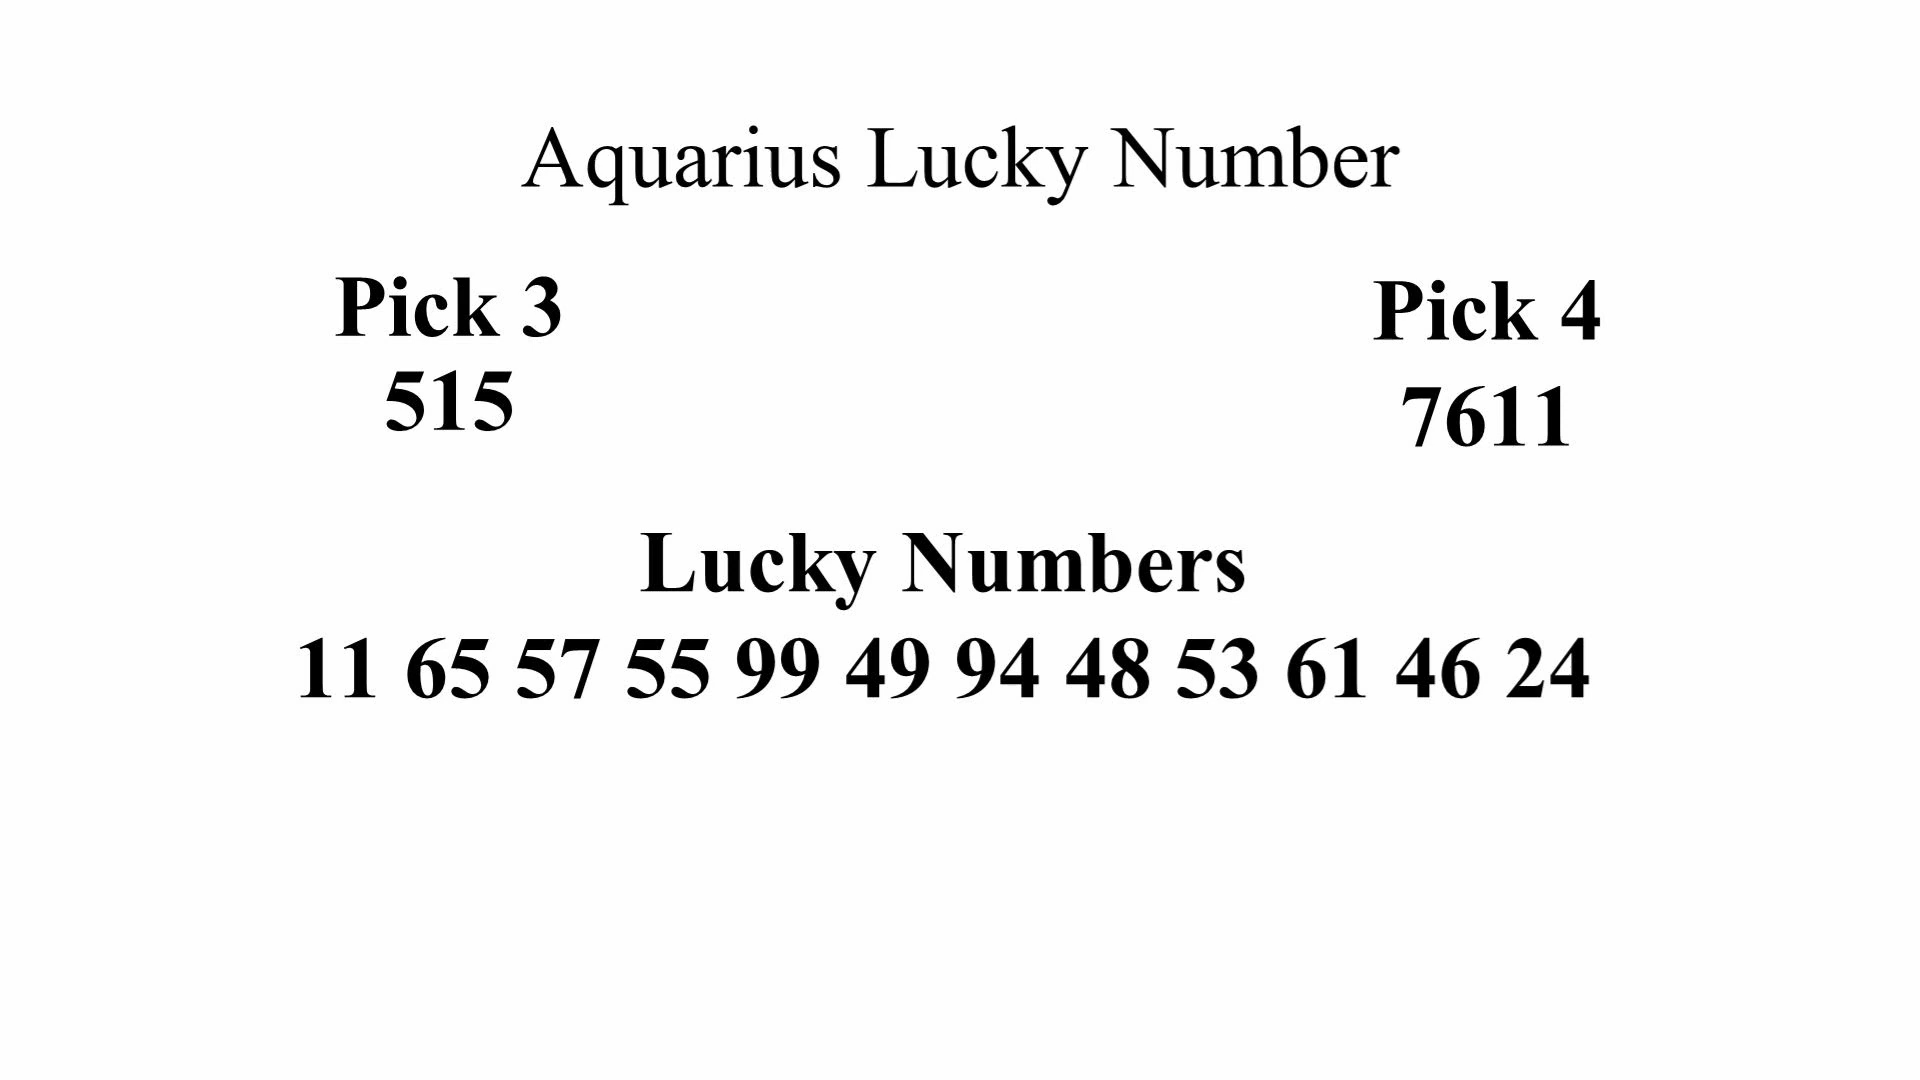 Aquarius Lucky Number
Pick 3
515
Pick 4
7611
Lucky Numbers
11 65 57 55 99 49 94 48 53 61 46 24